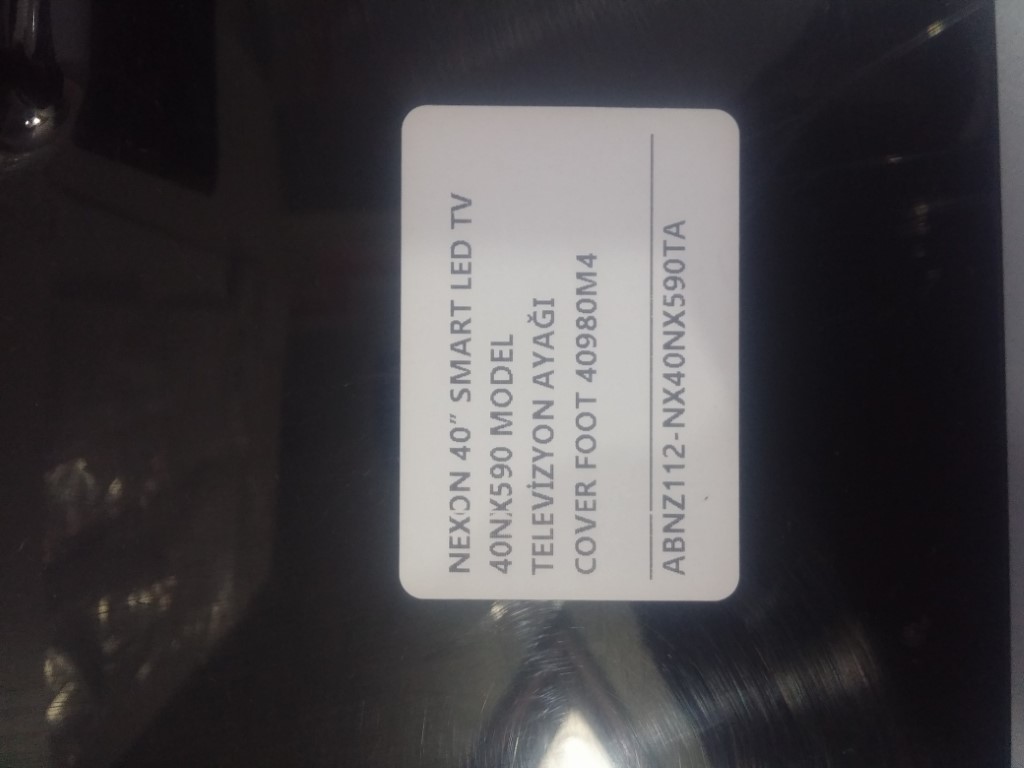 NEXON 40" SMART LED TV
40NX590 MODEL
TELEVİZYON AYAĞI
COVER FOOT 40980M4
ABNZ112-NX40NX590TA